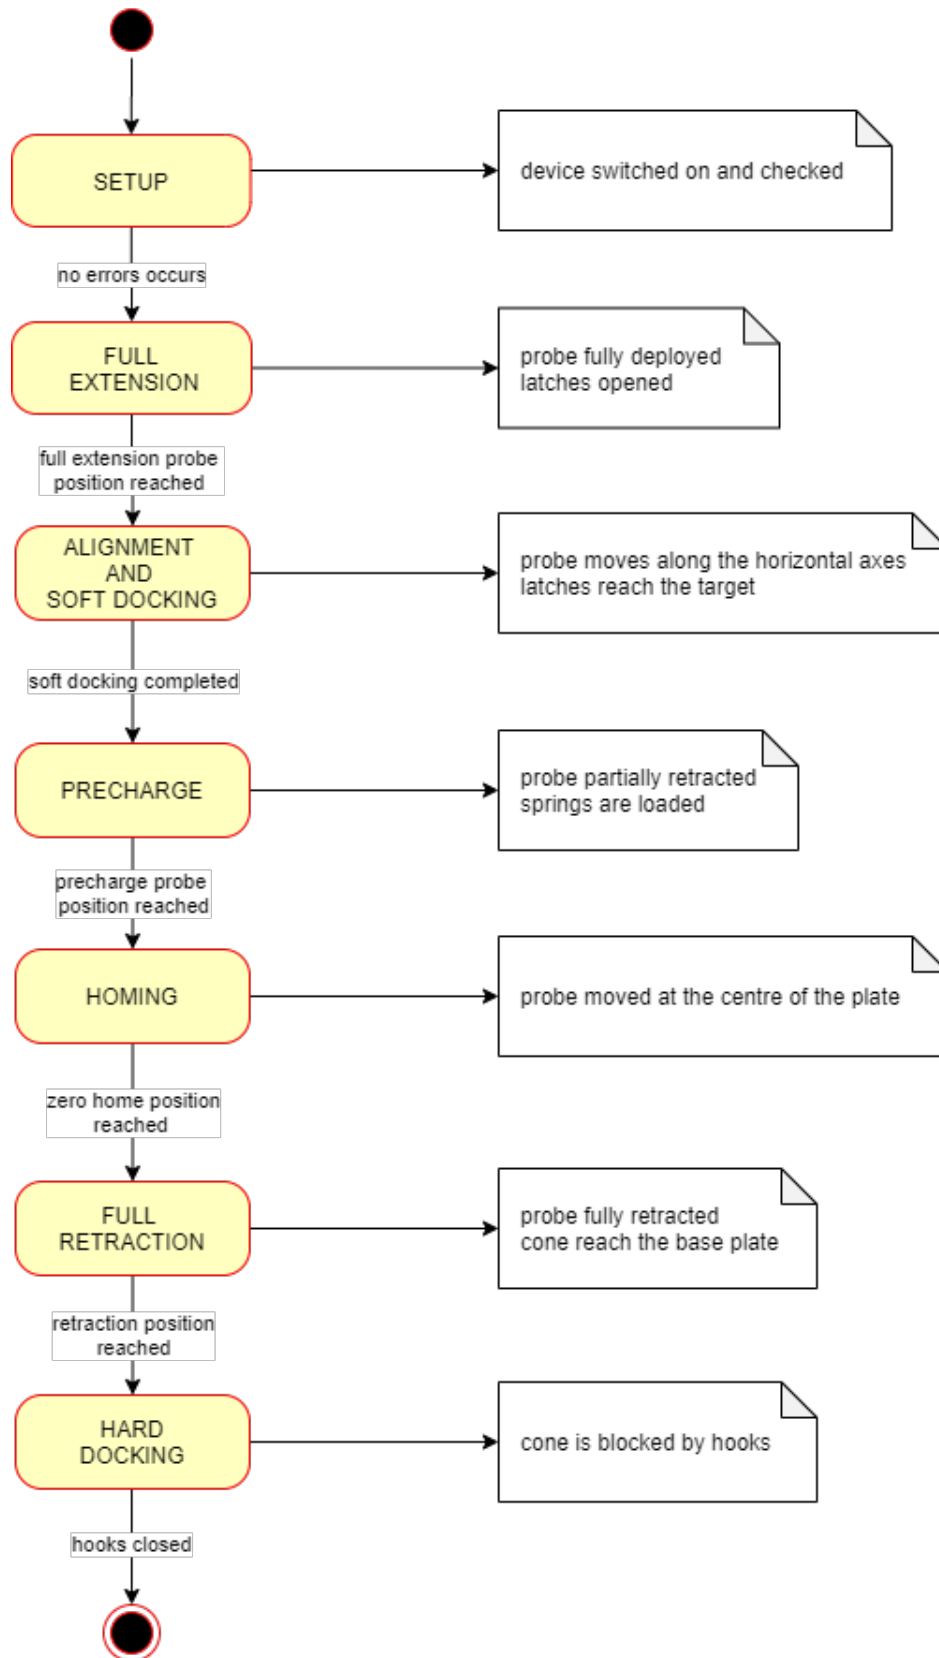 SETUP
device switched on and checked
no errors occurs
FULL
EXTENSION
probe fully deployed
latches opened
full extension probe
position reached
ALIGNMENT
AND
SOFT DOCKING
probe moves along the horizontal axes
latches reach the target
soft docking completed
PRECHARGE
probe partially retracted
springs are loaded
precharge probe
position reached
HOMING
probe moved at the centre of the plate
zero home position
reached
FULL
RETRACTION
probe fully retracted
cone reach the base plate
retraction position
reached
HARD
DOCKING
cone is blocked by hooks
hooks closed